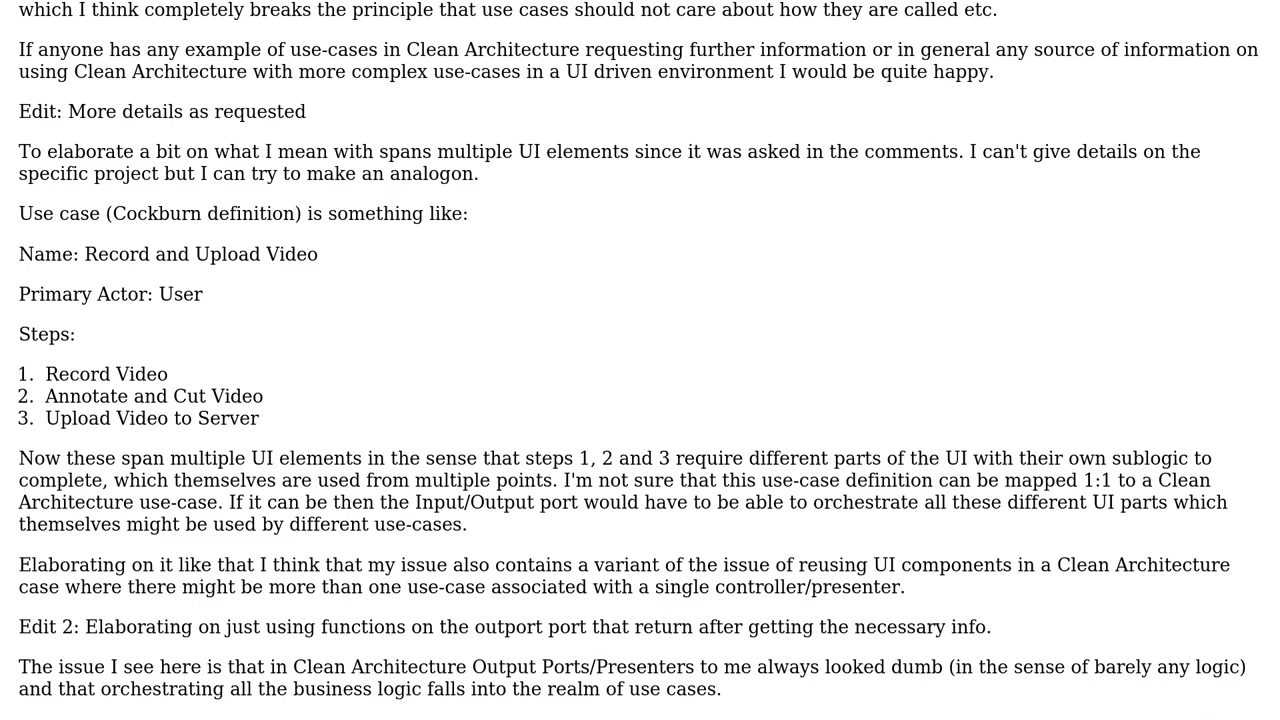 which I think completely breaks the principle that use cases should not care about how they are called etc.
If anyone has any example of use-cases in Clean Architecture requesting further information or in general any source of information on
using Clean Architecture with more complex use-cases in a UI driven environment I would be quite happy.
Edit: More details as requested
To elaborate a bit on what I mean with spans multiple UI elements since it was asked in the comments. I can't give details on the
specific project but I can try to make an analogon.
Use case (Cockburn definition) is something like:
Name: Record and Upload Video
Primary Actor: User
Steps:
1. Record Video
2. Annotate and Cut Video
3. Upload Video to Server
Now these span multiple UI elements in the sense that steps 1, 2 and 3 require different parts of the UI with their own sublogic to
complete, which themselves are used from multiple points. I'm not sure that this use-case definition can be mapped 1:1 to a Clean
Architecture use-case. If it can be then the Input/Output port would have to be able to orchestrate all these different UI parts which
themselves might be used by different use-cases.
Elaborating on it like that I think that my issue also contains a variant of the issue of reusing UI components in a Clean Architecture
case where there might be more than one use-case associated with a single controller/presenter.
Edit 2: Elaborating on just using functions on the outport port that return after getting the necessary info.
The issue I see here is that in Clean Architecture Output Ports/Presenters to me always looked dumb (in the sense of barely any logic)
and that orchestrating all the business logic falls into the realm of use cases.